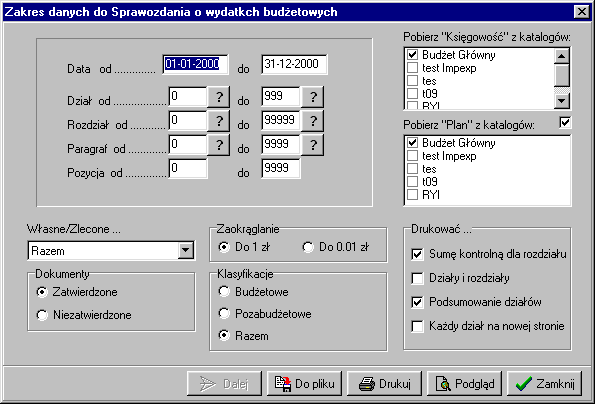 Zakres danych do Sprawozdania o wydatkch budżetowych
Data od .............. 01-01-2000 do 31-12-2000
Dział od .............. 0 ? do 999 ?
Rozdział od .............. 0 ? do 99999 ?
Paragraf od .............. 0 ? do 9999 ?
Pozycja od .............. 0 do 9999
Pobierz "Księgowość" z katalogów:
Budżet Główny
test Impexp
tes
t09
RYI
Pobierz "Plan" z katalogów:
Budżet Główny
test Impexp
tes
t09
RYI
Własne/Zlecone ...
Razem
Dokumenty
Zatwierdzone
Niezatwierdzone
Zaokrąglanie
Do 1 zł Do 0.01 zł
Klasyfikacje
Budżetowe
Pozabudżetowe
Razem
Drukować ...
Sumę kontrolną dla rozdziału
Działy i rozdziały
Podsumowanie działów
Każdy dział na nowej stronie
Dalej Do pliku Drukuj Podgląd Zamknij